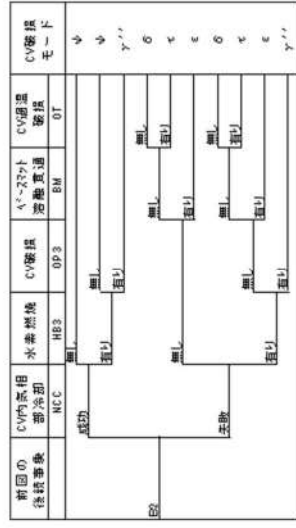 前図の
後続事象
CV内気相
部冷却
NCC
水素燃焼
HB3
CV破損
OP3
ベースマット
溶融貫通
BM
CV過温
破損
OT
CV破損
モード
B2
成功
無し
ψ
有り
無し
ψ
有り
γ''
失敗
無し
無し
無し
δ
有り
τ
有り
ε
有り
無し
無し
無し
δ
有り
τ
有り
ε
有り
γ''